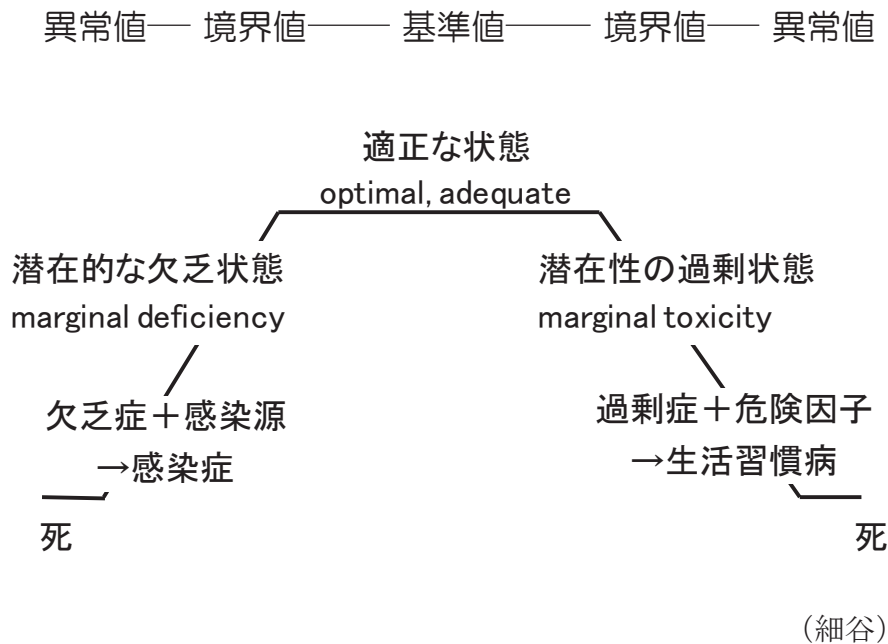 異常値── 境界値─── 基準値─── 境界値── 異常値
適正な状態
optimal, adequate
潜在的な欠乏状態
marginal deficiency
潜在性の過剰状態
marginal toxicity
欠乏症＋感染源
→感染症
過剰症＋危険因子
→生活習慣病
死
死
（細谷）